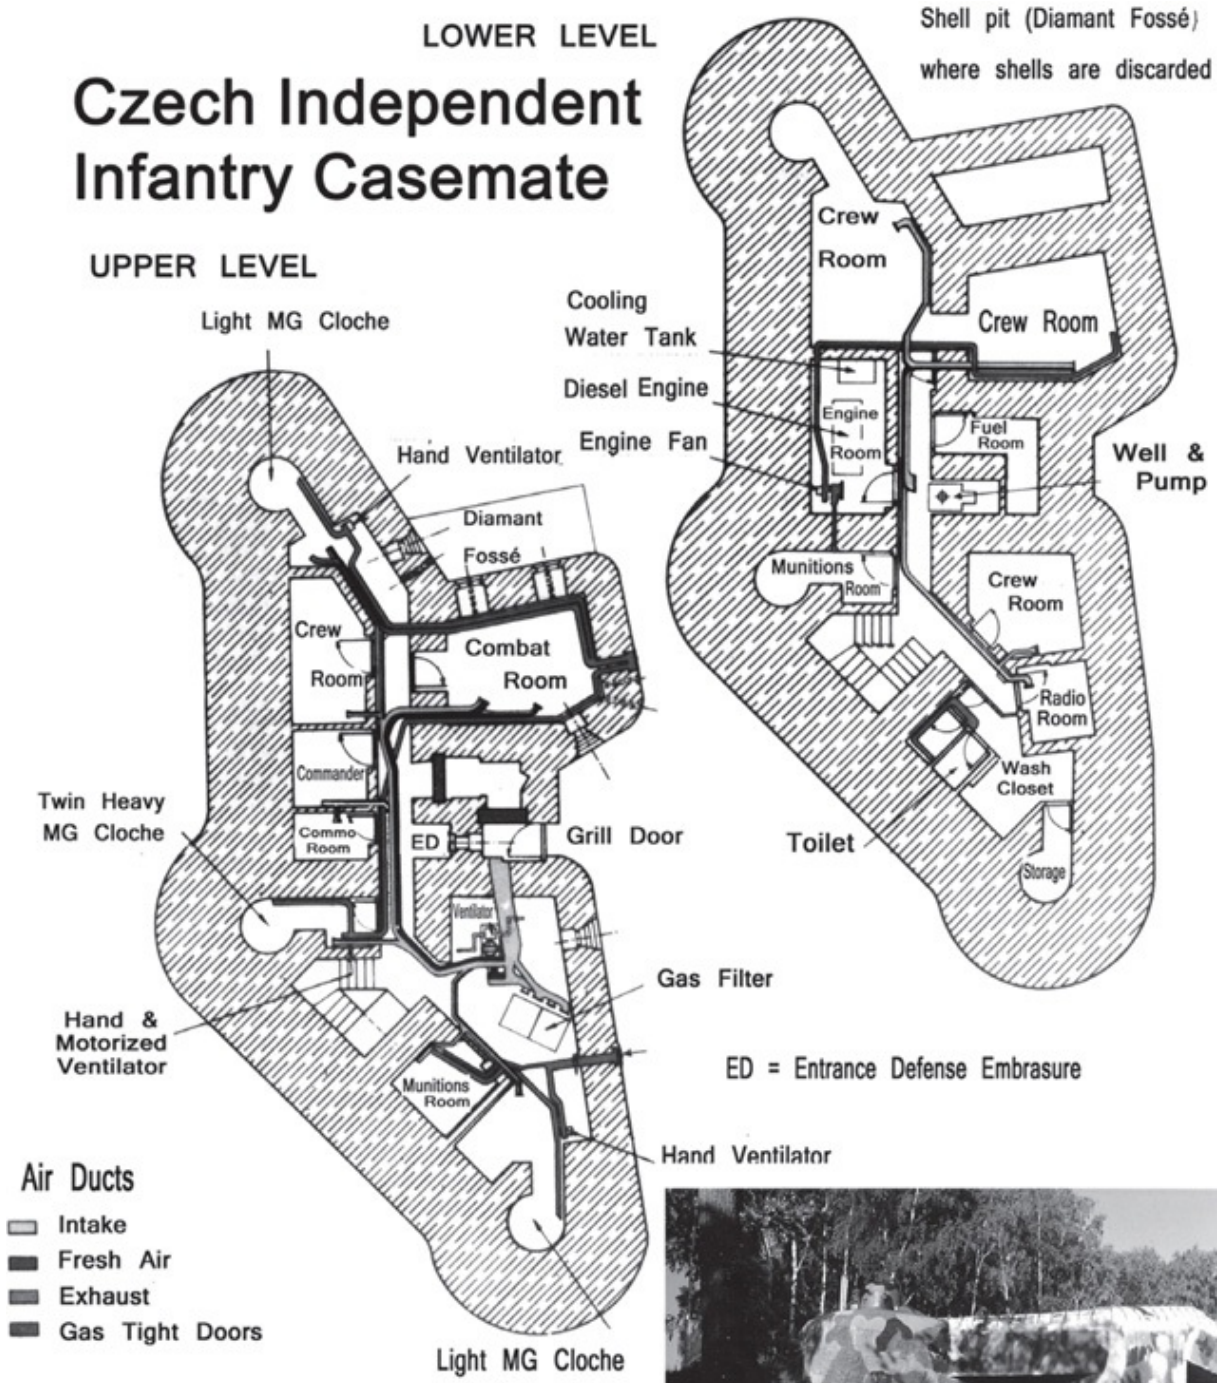 LOWER LEVEL
Czech Independent
Infantry Casemate
UPPER LEVEL
Light MG Cloche
Hand Ventilator
Diamant
Fossé
Crew
Room
Combat
Room
Commander
Commo
Room
Twin Heavy
MG Cloche
ED
Grill Door
Ventilator
Gas Filter
Hand &
Motorized
Ventilator
Munitions
Room
Hand Ventilator
Light MG Cloche
Shell pit (Diamant Fossé)
where shells are discarded
Crew
Room
Crew Room
Cooling
Water Tank
Diesel Engine
Engine Fan
Engine
Room
Fuel
Room
Well &
Pump
Munitions
Room
Crew
Room
Radio
Room
Wash
Closet
Toilet
Storage
ED = Entrance Defense Embrasure
Air Ducts
Intake
Fresh Air
Exhaust
Gas Tight Doors